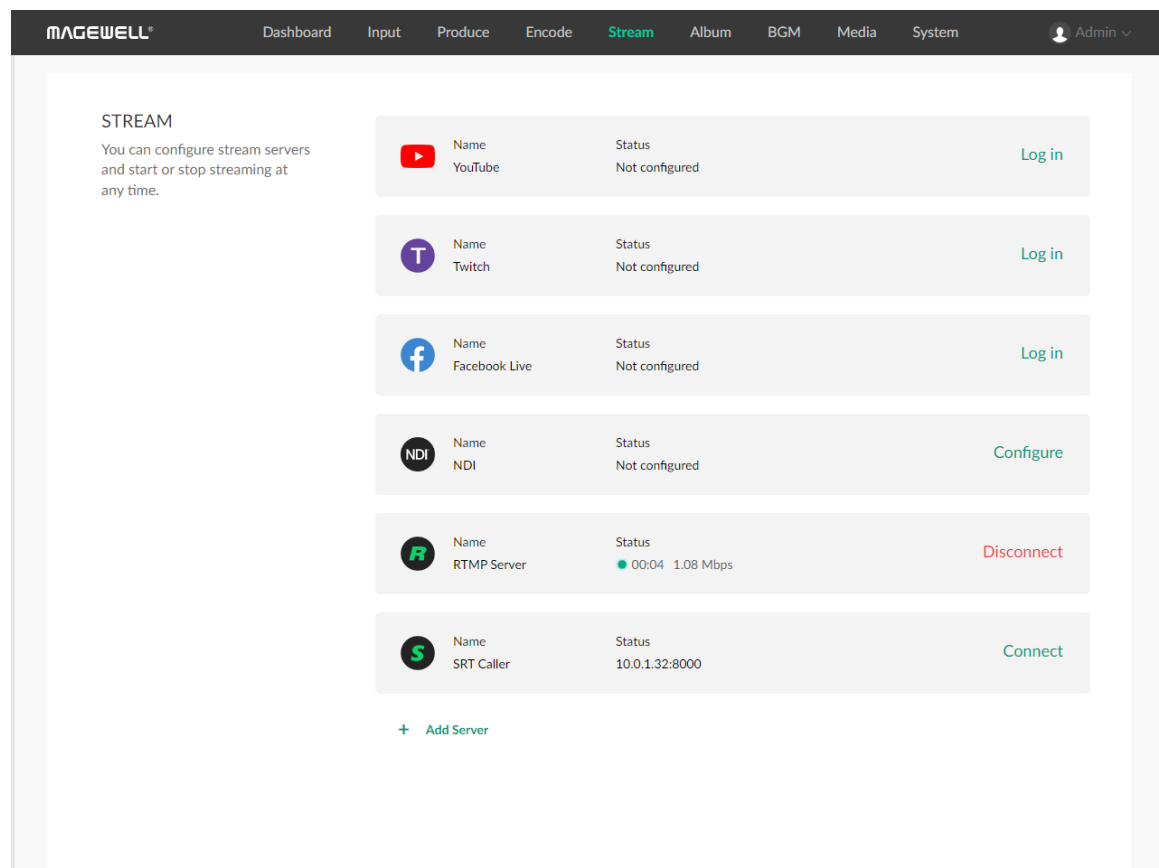 MAGEWELL®
Dashboard Input Produce Encode Stream Album BGM Media System Admin
STREAM
You can configure stream servers
and start or stop streaming at
any time.
Name Status
YouTube Not configured
Log in
T
Name Status
Twitch Not configured
Log in
f
Name Status
Facebook Live Not configured
Log in
NDI
Name Status
NDI Not configured
Configure
R
Name Status
RTMP Server 00:04 1.08 Mbps
Disconnect
S
Name Status
SRT Caller 10.0.1.32:8000
Connect
+ Add Server